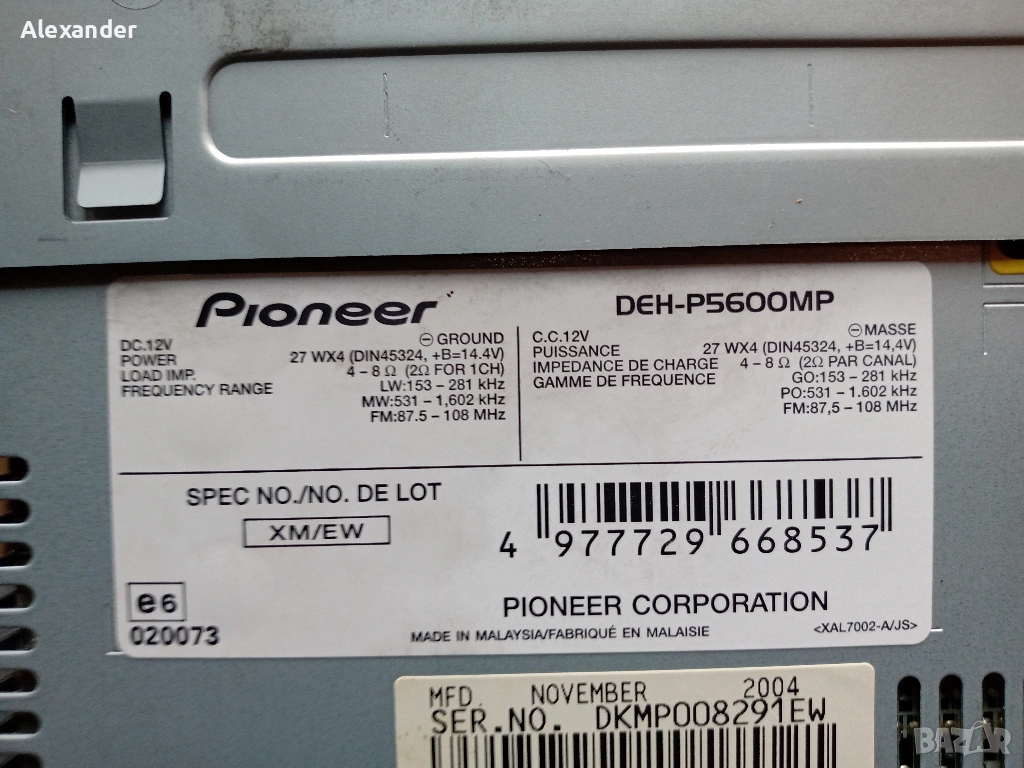 Alexander
Pioneer
DEH-P5600MP
DC.12V ⊖ GROUND
POWER 27 WX4 (DIN45324, +B=14.4V)
LOAD IMP. 4 – 8 Ω (2Ω FOR 1CH)
FREQUENCY RANGE LW:153 – 281 kHz
MW:531 – 1,602 kHz
FM:87.5 – 108 MHz
C.C.12V ⊖ MASSE
PUISSANCE 27 WX4 (DIN45324, +B=14,4V)
IMPEDANCE DE CHARGE 4 – 8 Ω (2Ω PAR CANAL)
GAMME DE FREQUENCE GO:153 – 281 kHz
PO:531 – 1.602 kHz
FM:87,5 – 108 MHz
SPEC NO./NO. DE LOT
XM/EW
4 977729 668537
e6
020073
PIONEER CORPORATION
MADE IN MALAYSIA/FABRIQUÉ EN MALAISIE
<XAL7002-A/JS>
MFD. NOVEMBER 2004
SER.NO. DKMP008291EW
BAZAR